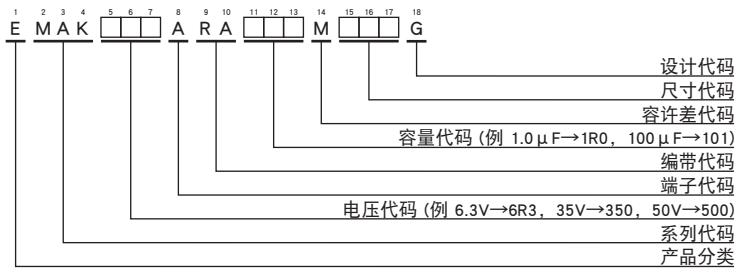 1 2 3 4 5 6 7 8 9 10 11 12 13 14 15 16 17 18
E MAK □□□ A RA □□□ M □□□ G
设计代码
尺寸代码
容许差代码
容量代码 (例 1.0μF→1R0, 100μF→101)
编带代码
端子代码
电压代码 (例 6.3V→6R3, 35V→350, 50V→500)
系列代码
产品分类